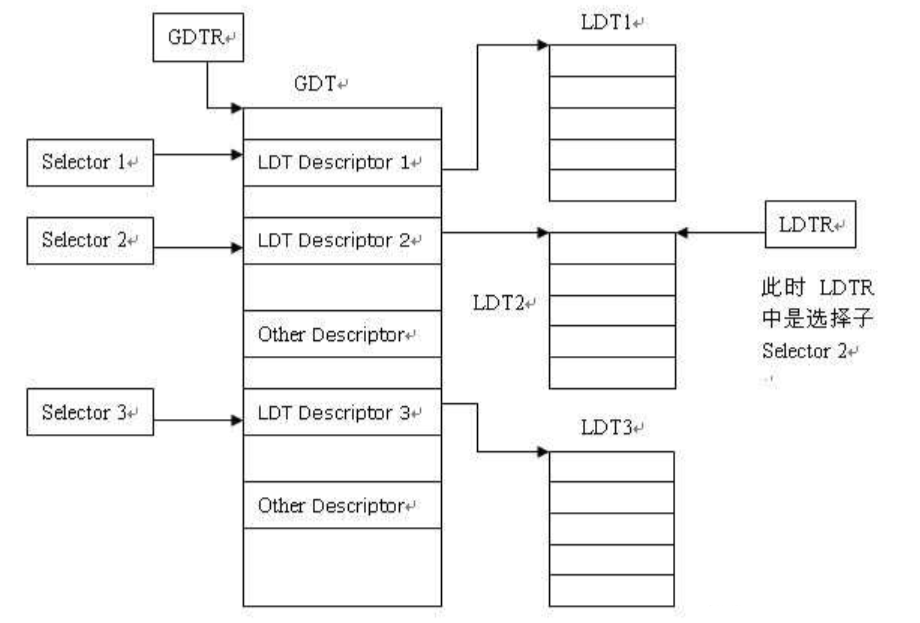 GDTR↵
GDT↵
LDT1↵
Selector 1↵
LDT Descriptor 1↵
Selector 2↵
LDT Descriptor 2↵
LDTR↵
此时 LDTR
中是选择子
Selector 2↵
↵
LDT2↵
Other Descriptor↵
Selector 3↵
LDT Descriptor 3↵
LDT3↵
Other Descriptor↵